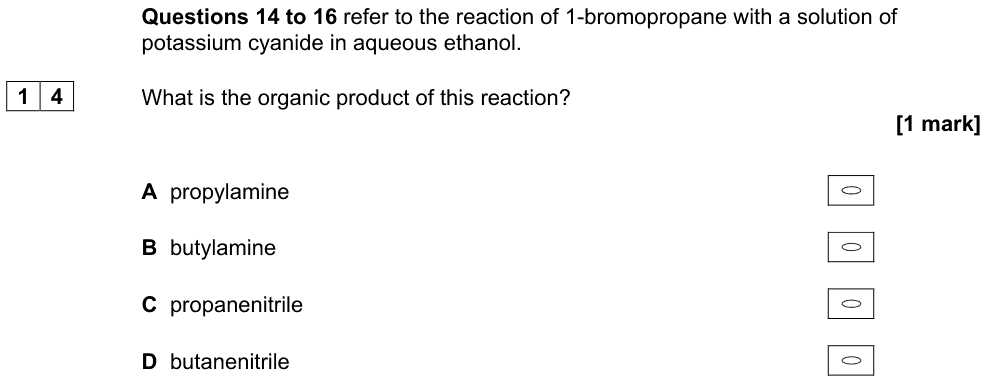 Questions 14 to 16 refer to the reaction of 1-bromopropane with a solution of
potassium cyanide in aqueous ethanol.
1 4 What is the organic product of this reaction?
[1 mark]
A propylamine
B butylamine
C propanenitrile
D butanenitrile